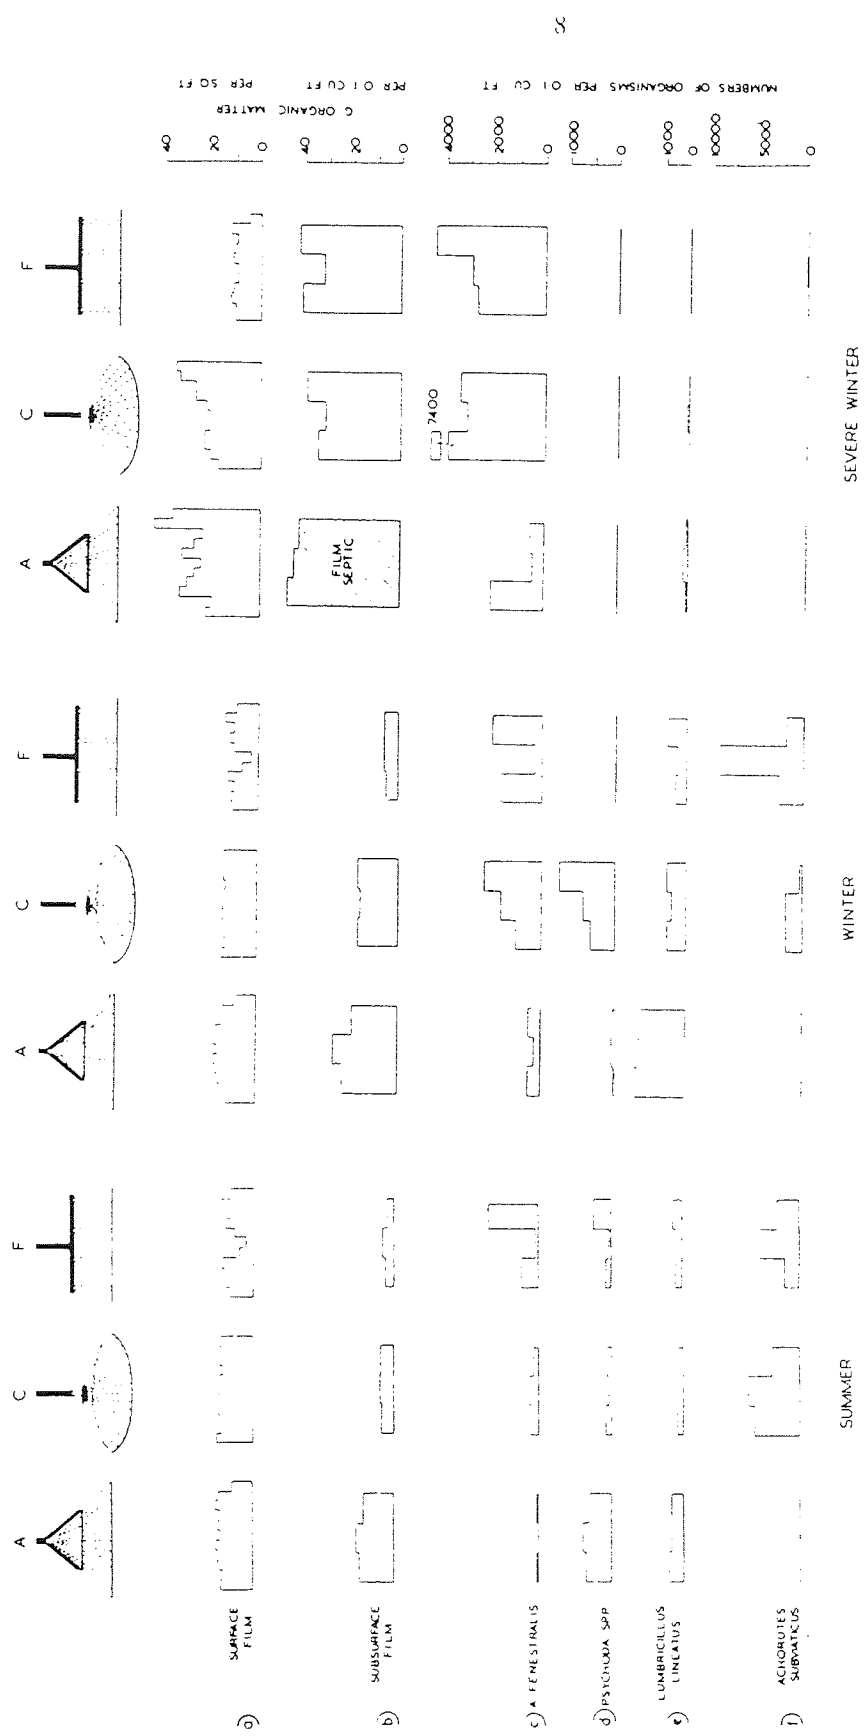 8
A
C
F
A
C
F
A
C
F
a)
SURFACE
FILM
40
20
0
G ORGANIC MATTER
PER SQ FT
b)
SUBSURFACE
FILM
FILM
SEPTIC
40
20
0
PER 0·1 CU FT
c)
A FENESTRALIS
7400
4000
2000
0
d)
PSYCHODA SPP
1000
0
e)
LUMBRICILLUS
LINEATUS
1000
0
f)
ACHORUTES
SUBVIATICUS
10000
5000
0
NUMBERS OF ORGANISMS PER 0·1 CU FT
SUMMER
WINTER
SEVERE WINTER